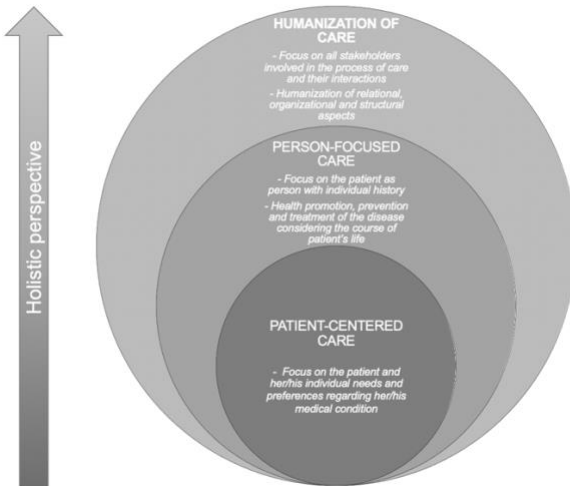 HUMANIZATION OF
CARE
- Focus on all stakeholders
involved in the process of care
and their interactions
- Humanization of relational,
organizational and structural
aspects
PERSON-FOCUSED
CARE
- Focus on the patient as
person with individual history
- Health promotion, prevention
and treatment of the disease
considering the course of
patient's life
PATIENT-CENTERED
CARE
- Focus on the patient and
her/his individual needs and
preferences regarding her/his
medical condition
Holistic perspective